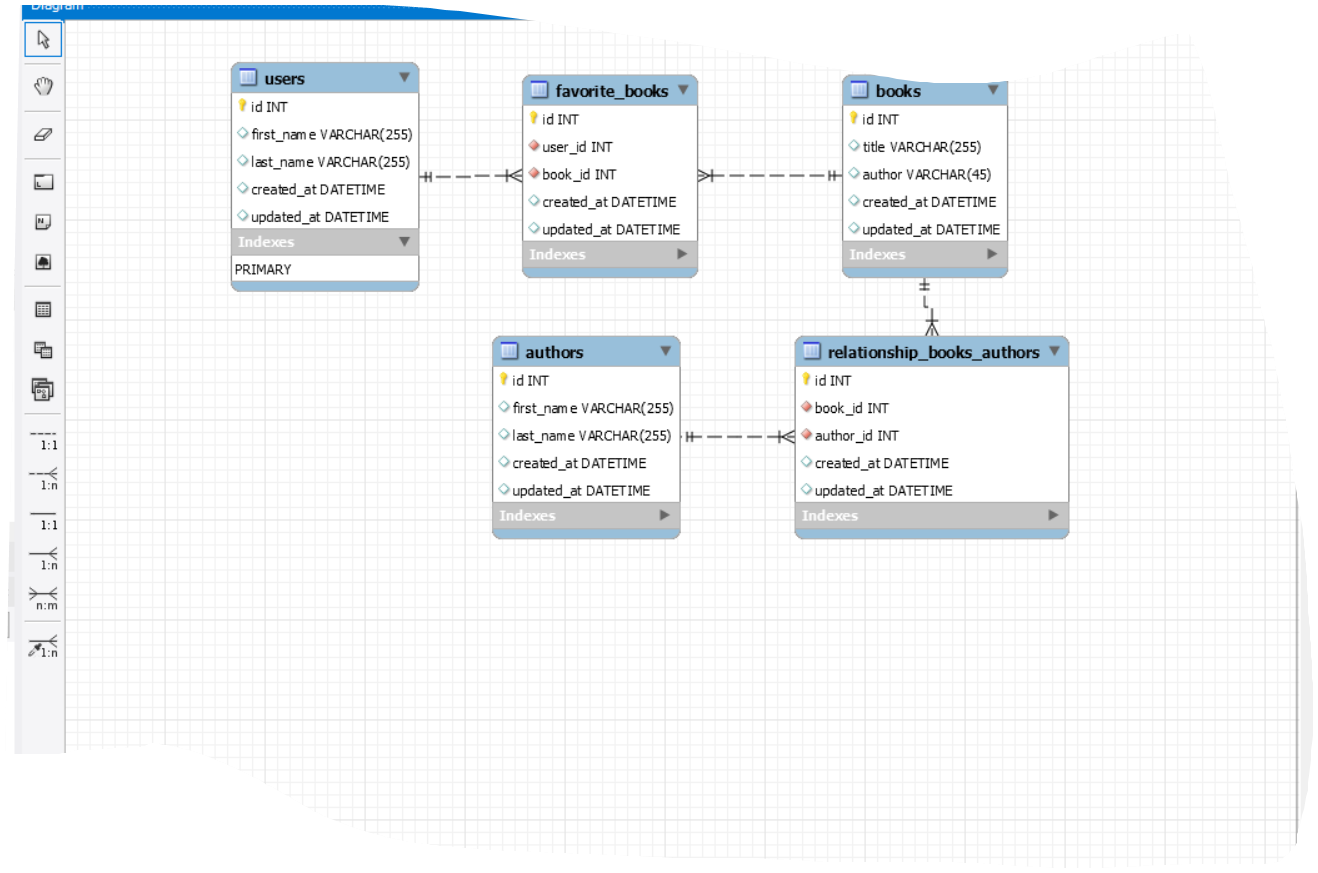 Diagram
users
id INT
first_name VARCHAR(255)
last_name VARCHAR(255)
created_at DATETIME
updated_at DATETIME
Indexes
PRIMARY
favorite_books
id INT
user_id INT
book_id INT
created_at DATETIME
updated_at DATETIME
Indexes
books
id INT
title VARCHAR(255)
author VARCHAR(45)
created_at DATETIME
updated_at DATETIME
Indexes
authors
id INT
first_name VARCHAR(255)
last_name VARCHAR(255)
created_at DATETIME
updated_at DATETIME
Indexes
relationship_books_authors
id INT
book_id INT
author_id INT
created_at DATETIME
updated_at DATETIME
Indexes
1:1
1:n
1:1
1:n
n:m
1:n